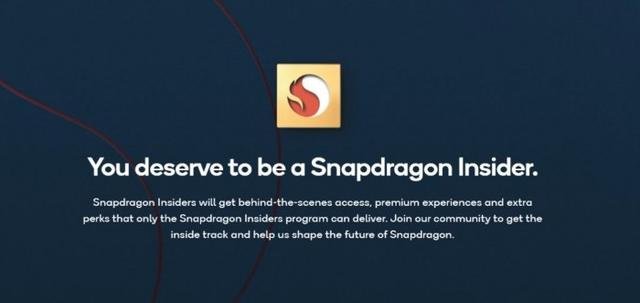 You deserve to be a Snapdragon Insider.
Snapdragon Insiders will get behind-the-scenes access, premium experiences and extra
perks that only the Snapdragon Insiders program can deliver. Join our community to get the
inside track and help us shape the future of Snapdragon.